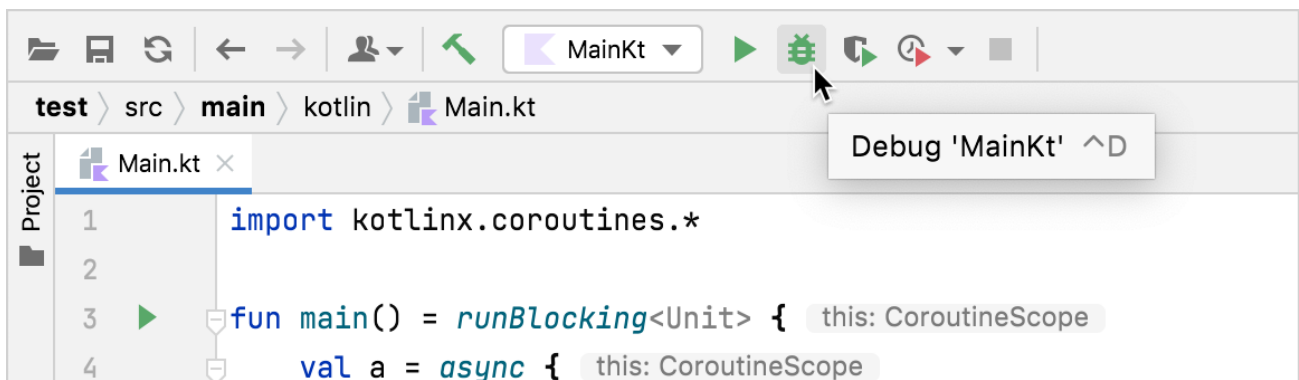 MainKt
test 〉 src 〉 main 〉 kotlin 〉 Main.kt
Debug 'MainKt' ^D
Project
Main.kt ×
1 import kotlinx.coroutines.*
2
3 fun main() = runBlocking<Unit> { this: CoroutineScope
4 val a = async { this: CoroutineScope